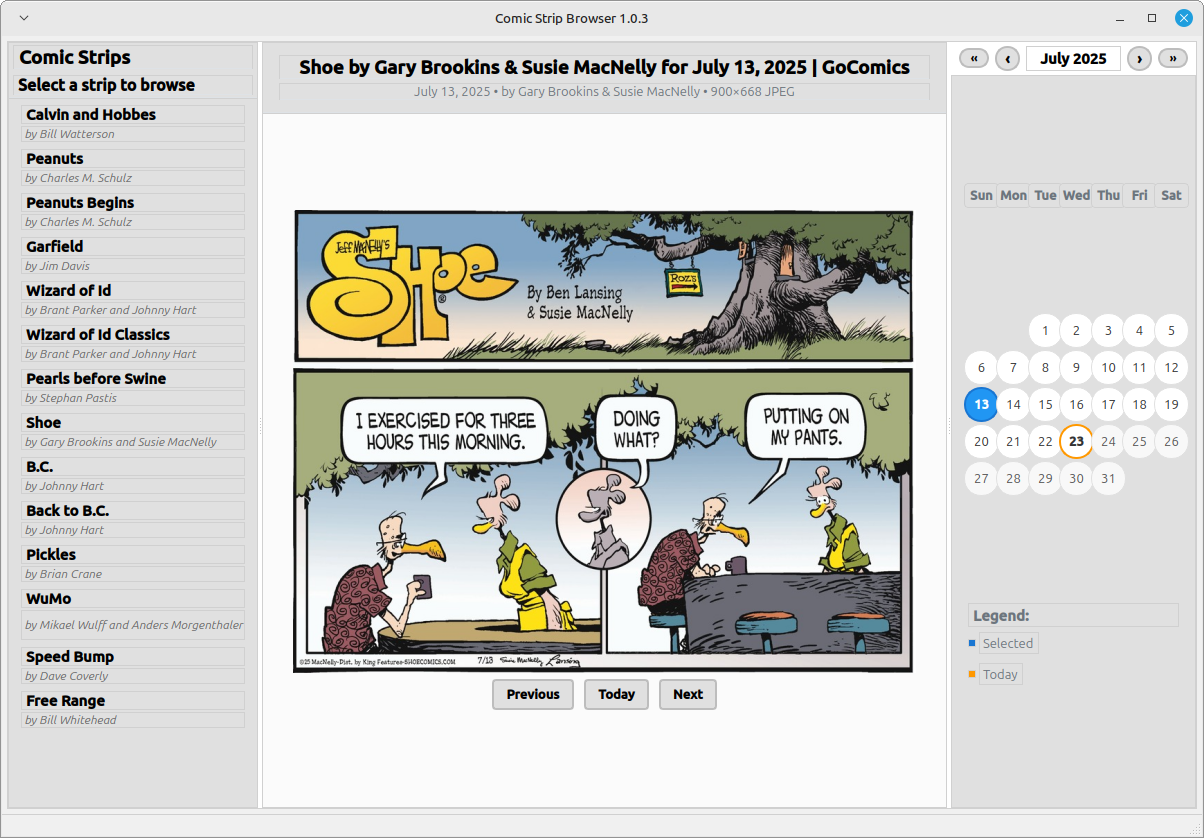 Comic Strip Browser 1.0.3
Comic Strips
Select a strip to browse
Calvin and Hobbes
by Bill Watterson
Peanuts
by Charles M. Schulz
Peanuts Begins
by Charles M. Schulz
Garfield
by Jim Davis
Wizard of Id
by Brant Parker and Johnny Hart
Wizard of Id Classics
by Brant Parker and Johnny Hart
Pearls before Swine
by Stephan Pastis
Shoe
by Gary Brookins and Susie MacNelly
B.C.
by Johnny Hart
Back to B.C.
by Johnny Hart
Pickles
by Brian Crane
WuMo
by Mikael Wulff and Anders Morgenthaler
Speed Bump
by Dave Coverly
Free Range
by Bill Whitehead
Shoe by Gary Brookins & Susie MacNelly for July 13, 2025 | GoComics
July 13, 2025 • by Gary Brookins & Susie MacNelly • 900×668 JPEG
Jeff MacNelly's
Shoe
®
By Ben Lansing
& Susie MacNelly
Roz's
I EXERCISED FOR THREE
HOURS THIS MORNING.
DOING
WHAT?
PUTTING ON
MY PANTS.
©25 MacNelly-Dist. by King Features-SHOECOMICS.COM 7/13 Susie MacNelly Lansing
Previous Today Next
« ‹ July 2025 › »
Sun Mon Tue Wed Thu Fri Sat
1 2 3 4 5
6 7 8 9 10 11 12
13 14 15 16 17 18 19
20 21 22 23 24 25 26
27 28 29 30 31
Legend:
Selected
Today